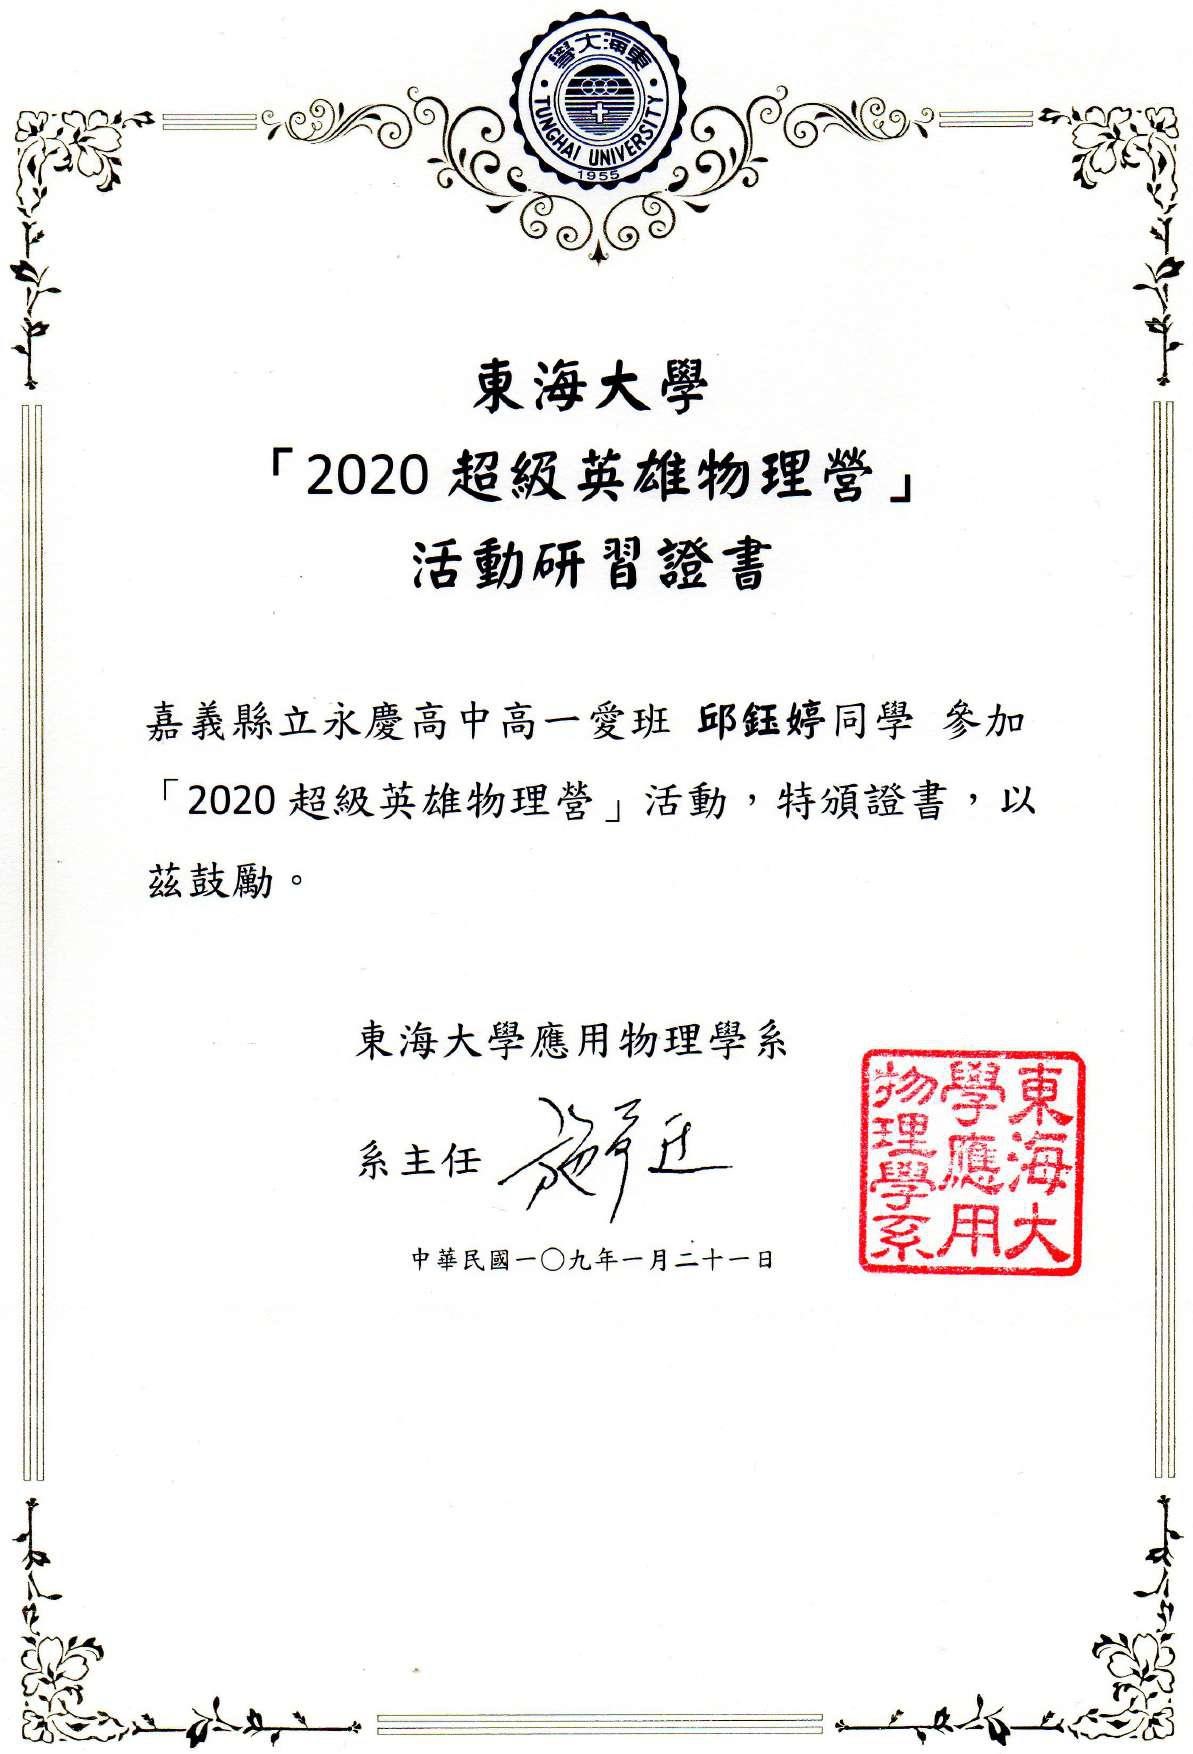 東海大學
TUNGHAI UNIVERSITY
1955
東海大學
「2020 超級英雄物理營」
活動研習證書
嘉義縣立永慶高中高一愛班 邱鈺婷同學 參加
「2020 超級英雄物理營」活動，特頒證書，以
茲鼓勵。
東海大學應用物理學系
系主任
中華民國一〇九年一月二十一日
東海大
學應用
物理學系